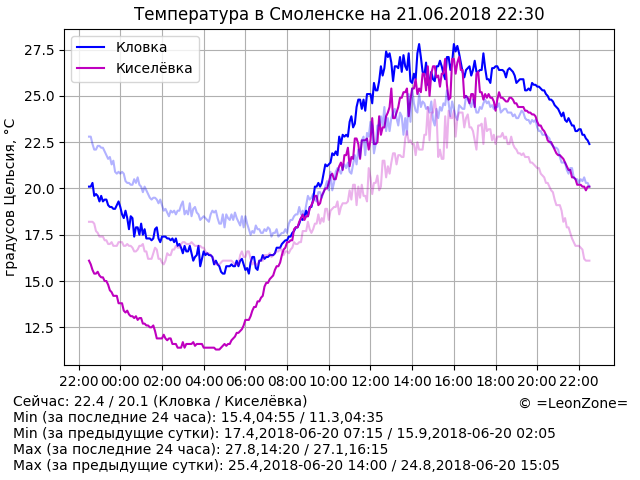 Температура в Смоленске на 21.06.2018 22:30
Кловка
Киселёвка
градусов Цельсия, °C
27.5
25.0
22.5
20.0
17.5
15.0
12.5
22:00 00:00 02:00 04:00 06:00 08:00 10:00 12:00 14:00 16:00 18:00 20:00 22:00
Сейчас: 22.4 / 20.1 (Кловка / Киселёвка)
© =LeonZone=
Min (за последние 24 часа): 15.4,04:55 / 11.3,04:35
Min (за предыдущие сутки): 17.4,2018-06-20 07:15 / 15.9,2018-06-20 02:05
Max (за последние 24 часа): 27.8,14:20 / 27.1,16:15
Max (за предыдущие сутки): 25.4,2018-06-20 14:00 / 24.8,2018-06-20 15:05